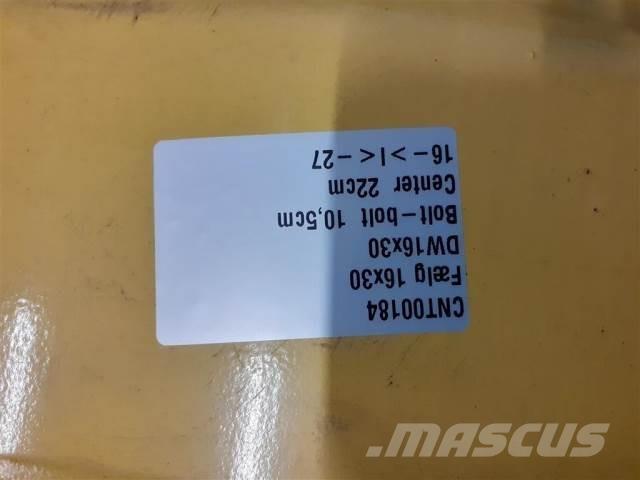 CNT00184
Fælg 16x30
DW16x30
Bolt-bolt 10,5cm
Center 22cm
16->|<-27
MASCUS